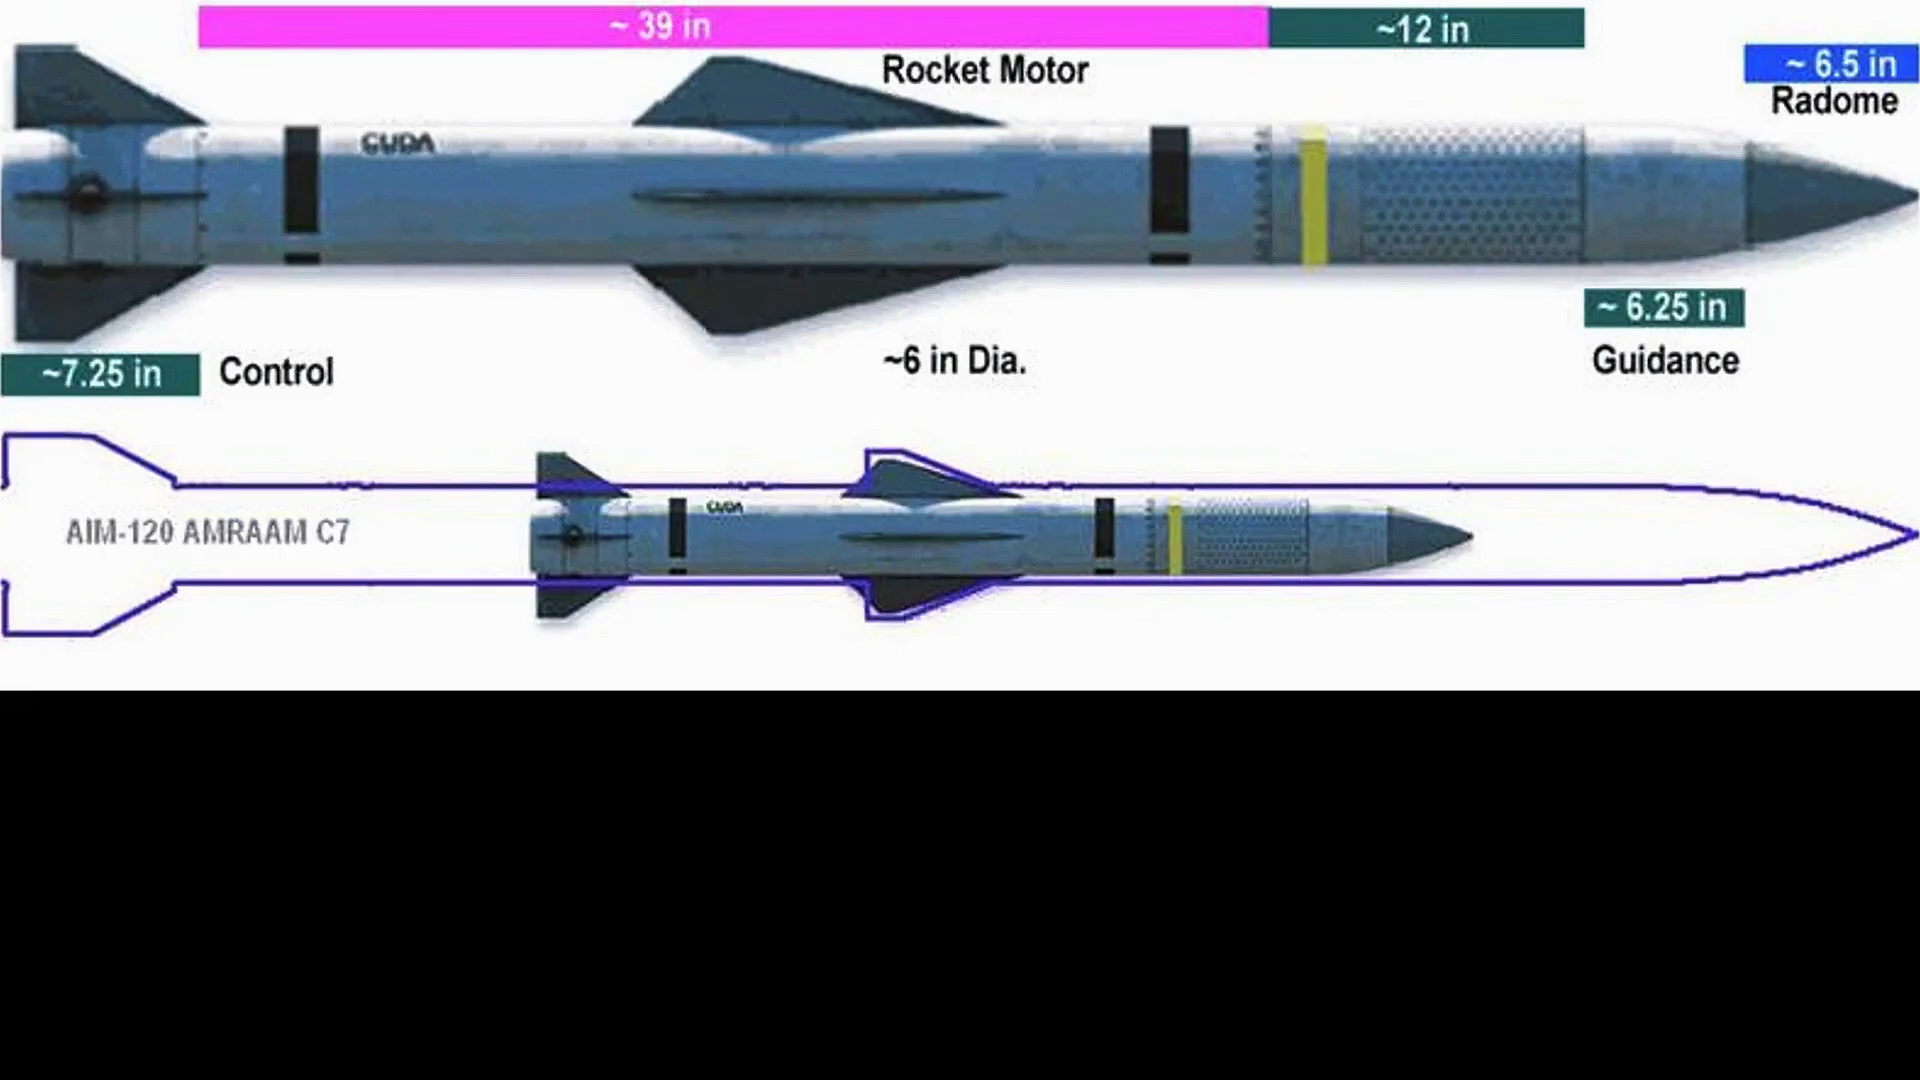 ~ 39 in
~12 in
Rocket Motor
~ 6.5 in
Radome
CUDA
~ 6.25 in
~7.25 in
Control
~6 in Dia.
Guidance
AIM-120 AMRAAM C7
CUDA